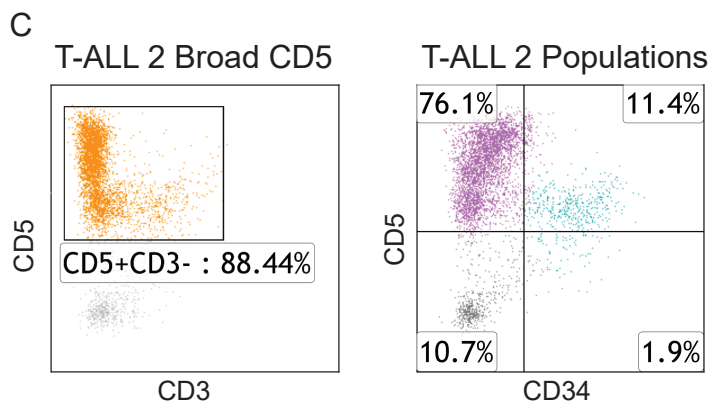 C
T-ALL 2 Broad CD5
CD5
CD5+CD3- : 88.44%
CD3
T-ALL 2 Populations
76.1%
11.4%
CD5
10.7%
1.9%
CD34